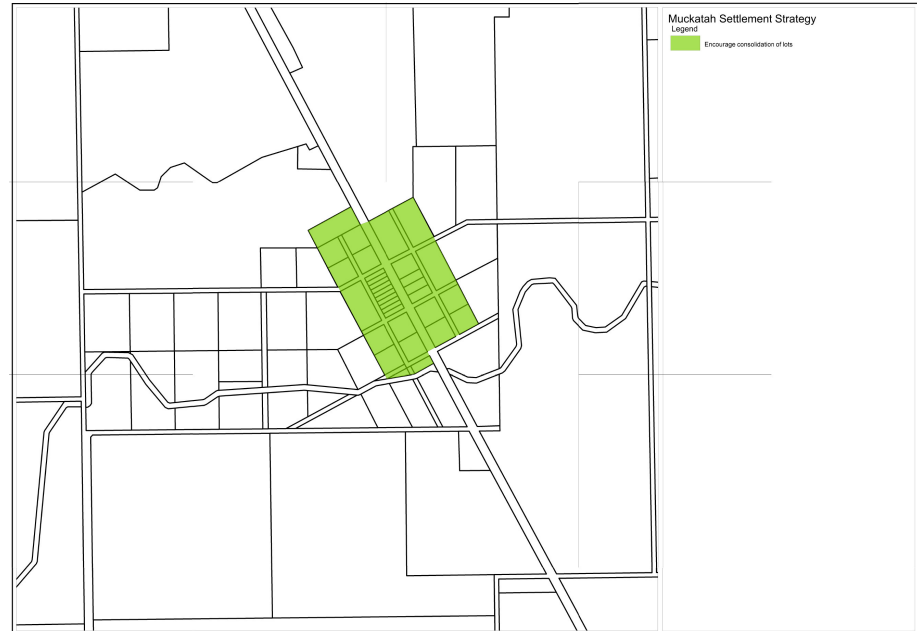 Muckatah Settlement Strategy
Legend
Encourage consolidation of lots